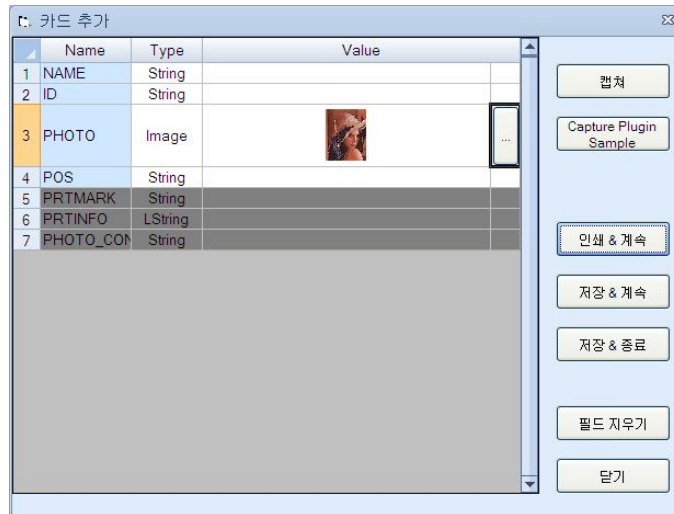 카드 추가
Name Type Value
1 NAME String
2 ID String
3 PHOTO Image ...
4 POS String
5 PRTMARK String
6 PRTINFO LString
7 PHOTO_CON String
캡쳐
Capture Plugin
Sample
인쇄 & 계속
저장 & 계속
저장 & 종료
필드 지우기
닫기